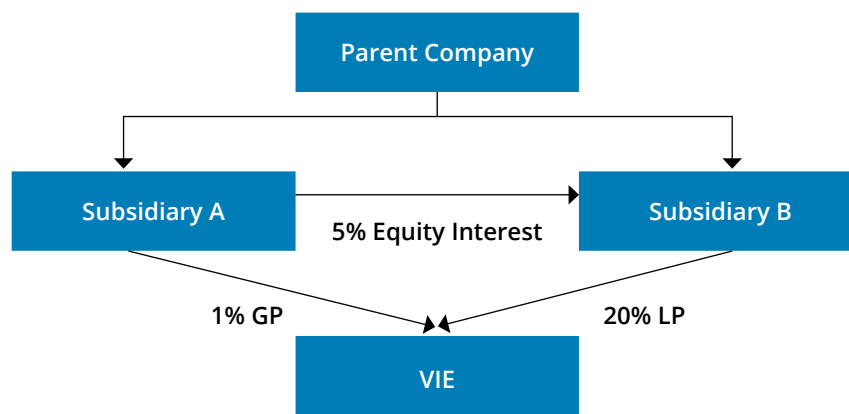 Parent Company
Subsidiary A
Subsidiary B
5% Equity Interest
1% GP
20% LP
VIE